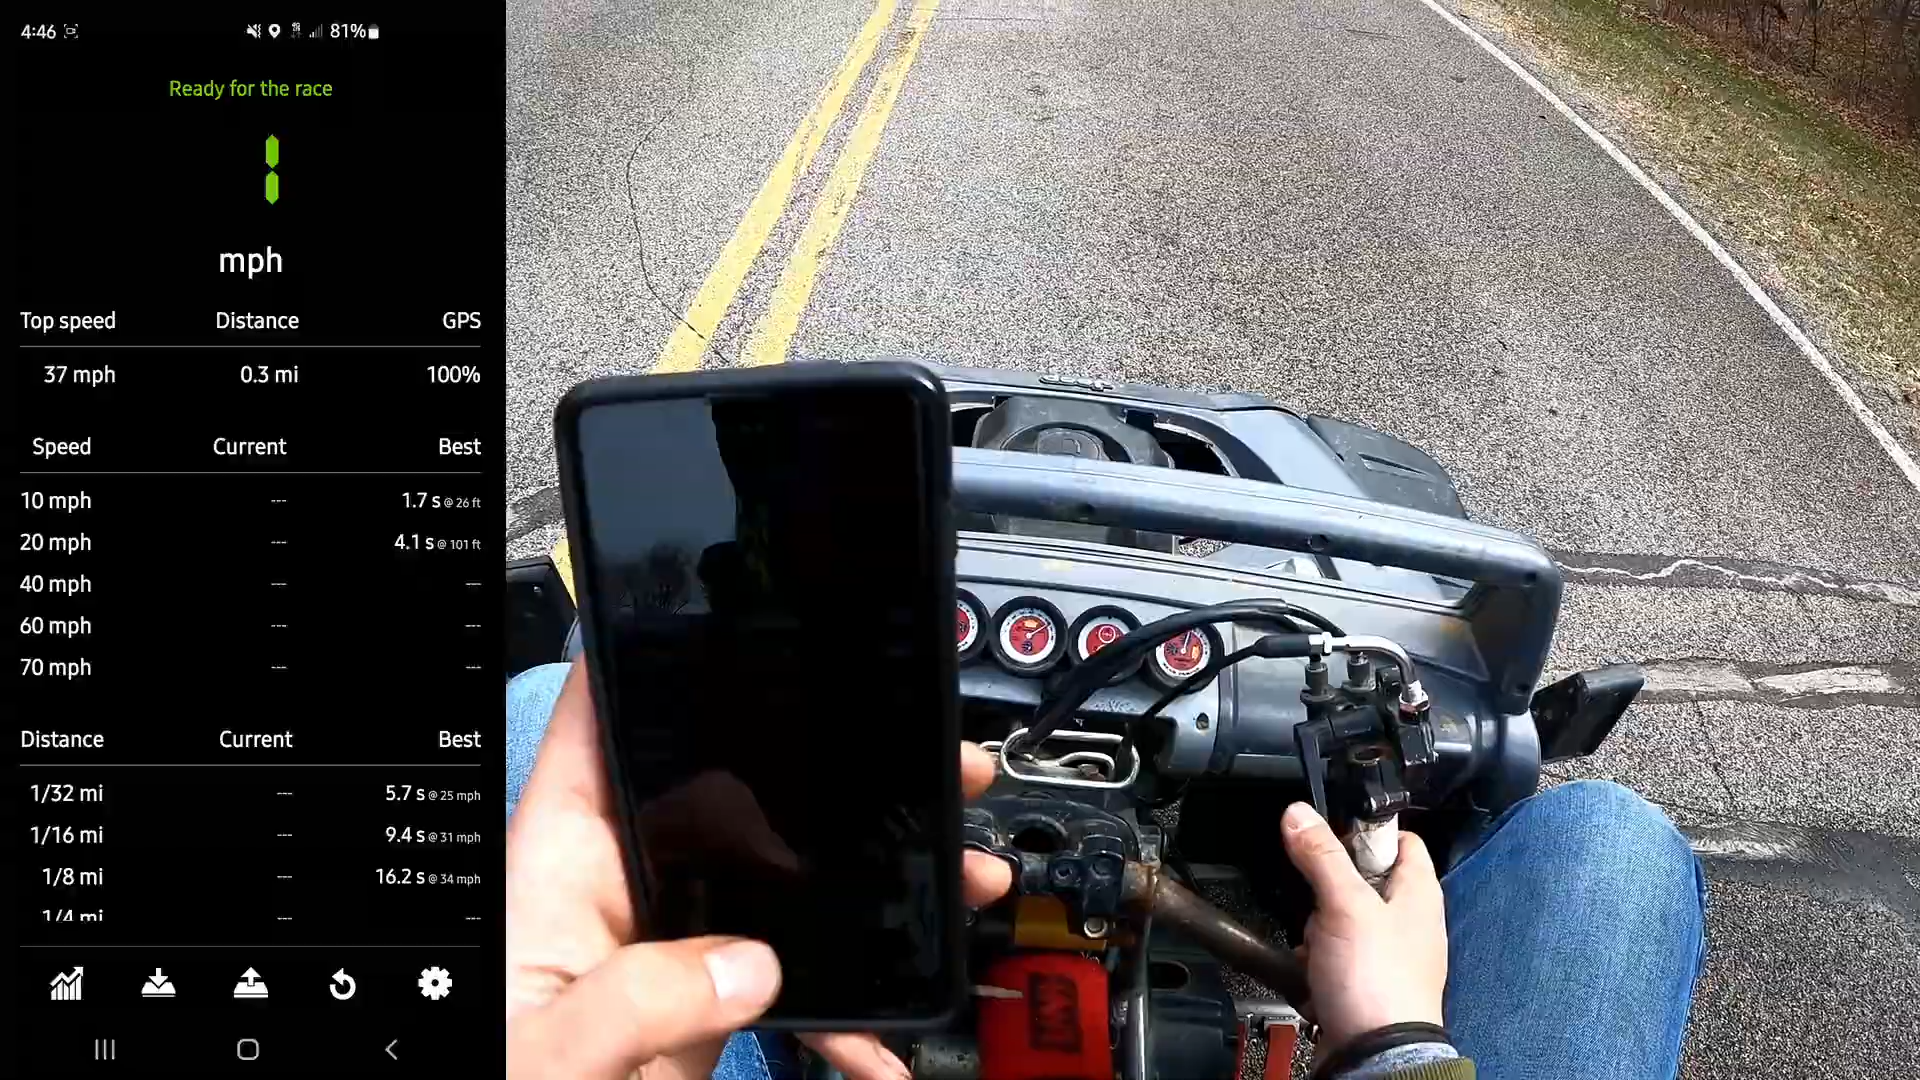 4:46 81%
Ready for the race
1
mph
Top speed Distance GPS
37 mph 0.3 mi 100%
Speed Current Best
10 mph --- 1.7 s @ 26 ft
20 mph --- 4.1 s @ 101 ft
40 mph --- ---
60 mph --- ---
70 mph --- ---
Distance Current Best
1/32 mi --- 5.7 s @ 25 mph
1/16 mi --- 9.4 s @ 31 mph
1/8 mi --- 16.2 s @ 34 mph
1/4 mi --- ---
Jeep